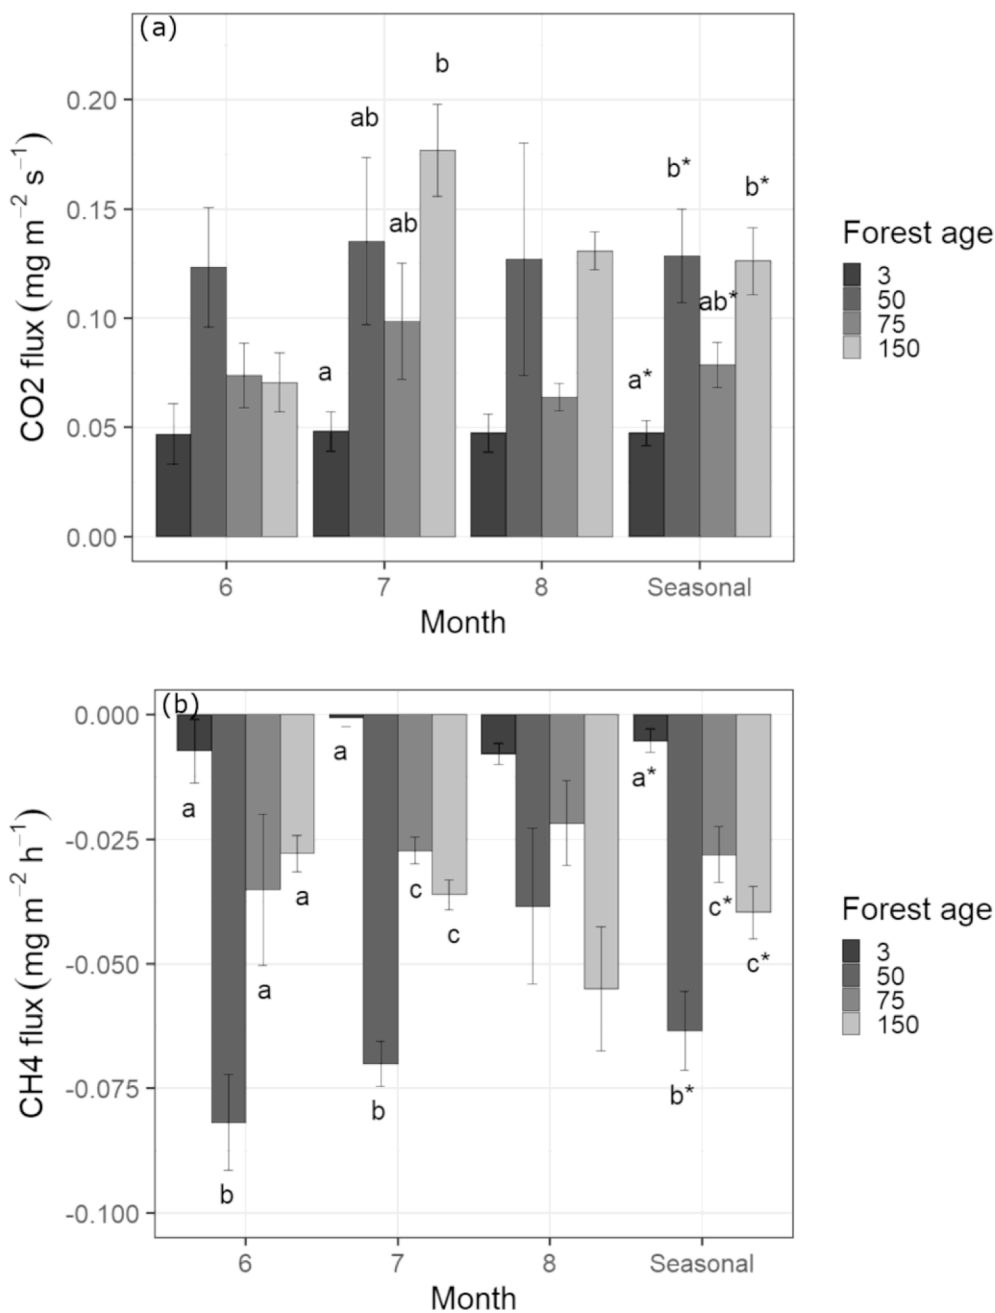 (a)
b
0.20
ab
b*
b*
0.15
ab
Forest age
3
50
75
150
0.10
ab*
a
a*
0.05
0.00
CO2 flux (mg m−2 s−1)
6 7 8 Seasonal
Month
(b)
0.000
a
a*
a
-0.025
a
c
c*
Forest age
3
50
75
150
c
c*
-0.050
a
-0.075
b
b*
b
-0.100
CH4 flux (mg m−2 h−1)
6 7 8 Seasonal
Month